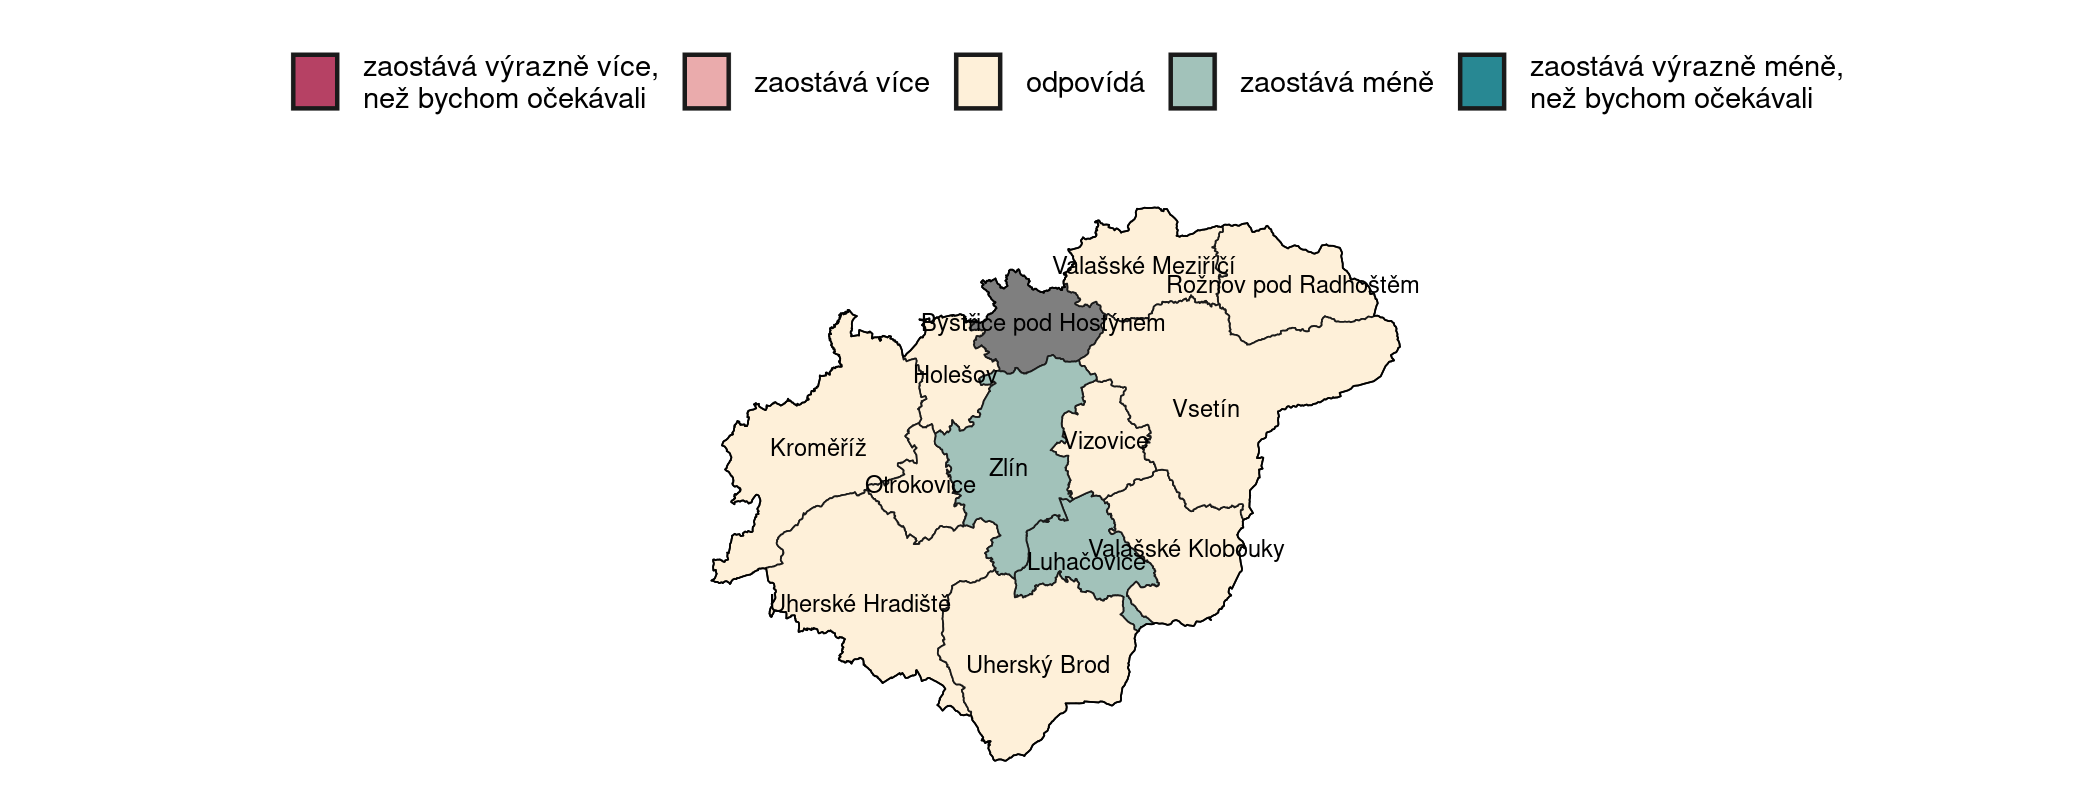 zaostává výrazně více,
než bychom očekávali
zaostává více
odpovídá
zaostává méně
zaostává výrazně méně,
než bychom očekávali
Valašské Meziříčí
Rožnov pod Radhoštěm
Bystřice pod Hostýnem
Holešov
Vsetín
Vizovice
Kroměříž
Zlín
Otrokovice
Valašské Klobouky
Luhačovice
Uherské Hradiště
Uherský Brod